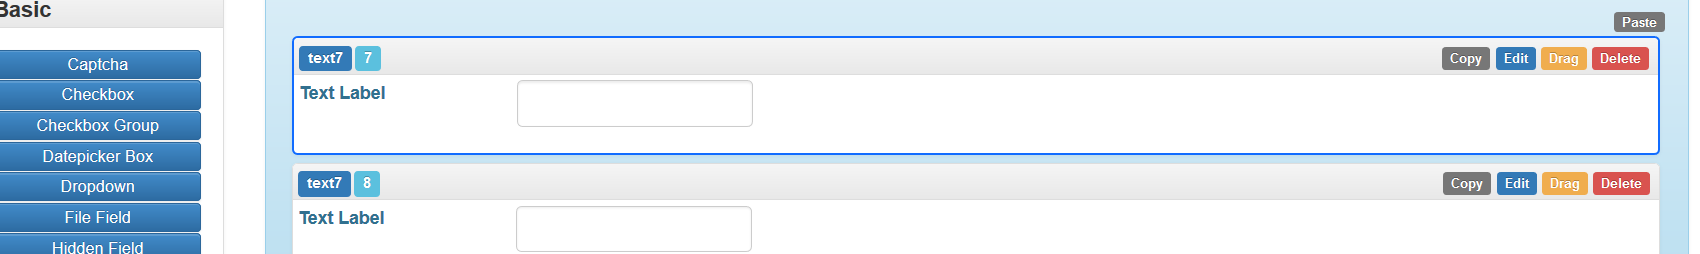 Basic
Captcha
Checkbox
Checkbox Group
Datepicker Box
Dropdown
File Field
Hidden Field
Paste
text7 7 Copy Edit Drag Delete
Text Label
text7 8 Copy Edit Drag Delete
Text Label